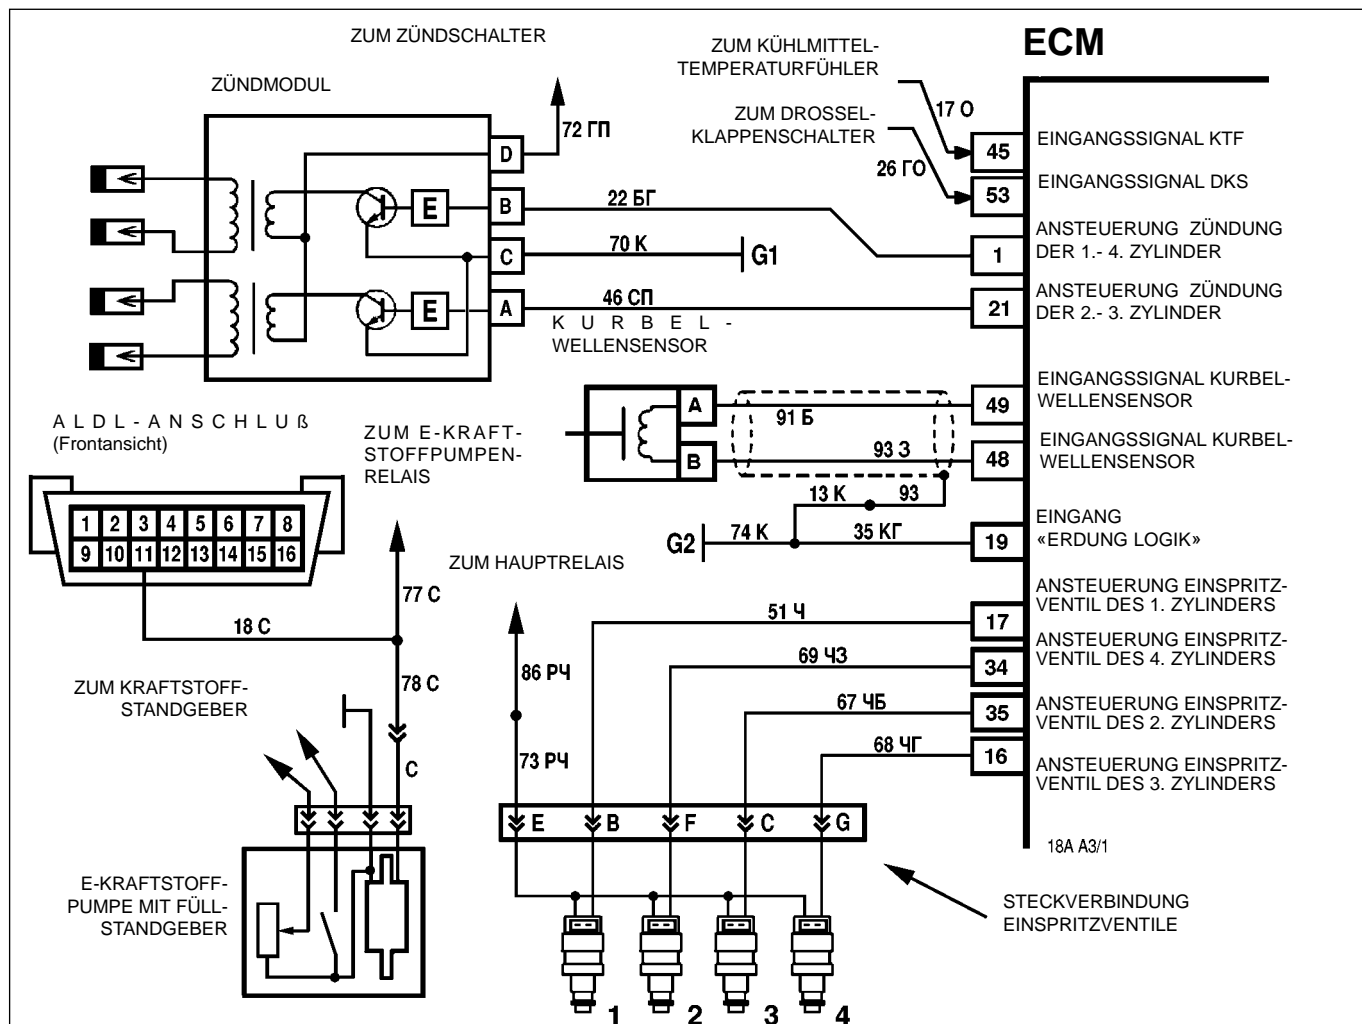 ZUM ZÜNDSCHALTER
ZUM KÜHLMITTEL-
TEMPERATURFÜHLER
ECM
ZÜNDMODUL
ZUM DROSSEL-
KLAPPENSCHALTER
17 О
45
EINGANGSSIGNAL KTF
72 ГП
D
26 ГО
53
EINGANGSSIGNAL DKS
E
B
22 БГ
1
ANSTEUERUNG ZÜNDUNG
DER 1.- 4. ZYLINDER
C
70 К
G1
E
A
46 СП
21
ANSTEUERUNG ZÜNDUNG
DER 2.- 3. ZYLINDER
KURBEL-
WELLENSENSOR
A
91 Б
49
EINGANGSSIGNAL KURBEL-
WELLENSENSOR
B
93 З
48
EINGANGSSIGNAL KURBEL-
WELLENSENSOR
13 К
93
G2
74 К
35 КГ
19
EINGANG
«ERDUNG LOGIK»
ALDL-ANSCHLUß
(Frontansicht)
1 2 3 4 5 6 7 8
9 10 11 12 13 14 15 16
ZUM E-KRAFT-
STOFFPUMPEN-
RELAIS
ZUM HAUPTRELAIS
77 С
18 С
78 С
С
51 Ч
17
ANSTEUERUNG EINSPRITZ-
VENTIL DES 1. ZYLINDERS
69 ЧЗ
34
ANSTEUERUNG EINSPRITZ-
VENTIL DES 4. ZYLINDERS
67 ЧБ
35
ANSTEUERUNG EINSPRITZ-
VENTIL DES 2. ZYLINDERS
68 ЧГ
16
ANSTEUERUNG EINSPRITZ-
VENTIL DES 3. ZYLINDERS
86 РЧ
73 РЧ
ZUM KRAFTSTOFF-
STANDGEBER
E B F C G
18A A3/1
E-KRAFTSTOFF-
PUMPE MIT FÜLL-
STANDGEBER
STECKVERBINDUNG
EINSPRITZVENTILE
1 2 3 4